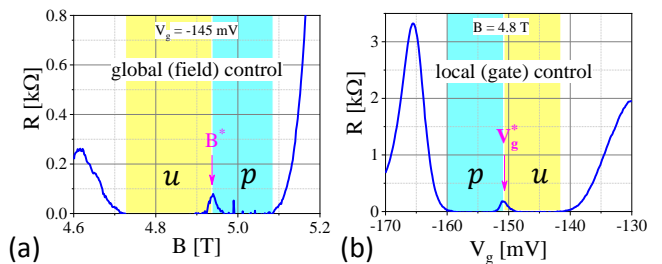 V_g = -145 mV
global (field) control
B*
u
p
R [kΩ]
0.8
0.6
0.4
0.2
0.0
4.6
4.8
5.0
5.2
B [T]
(a)
B = 4.8 T
local (gate) control
V_g*
p
u
R [kΩ]
3
2
1
0
-170
-160
-150
-140
-130
V_g [mV]
(b)